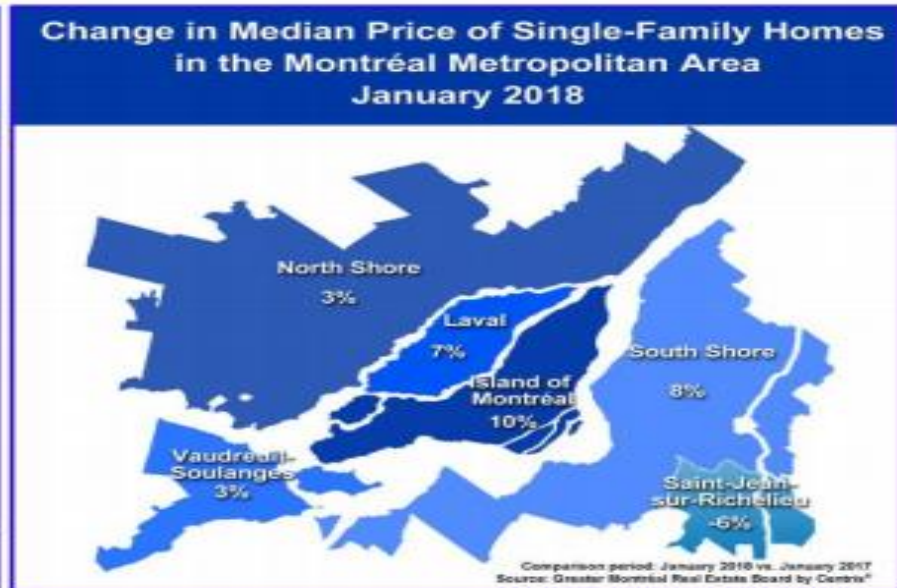 Change in Median Price of Single-Family Homes
in the Montréal Metropolitan Area
January 2018
North Shore
3%
Laval
7%
Island of
Montréal
10%
South Shore
8%
Vaudreuil-
Soulanges
3%
Saint-Jean-
sur-Richelieu
-6%
Comparison period: January 2018 vs. January 2017
Source: Greater Montréal Real Estate Board by Centris®